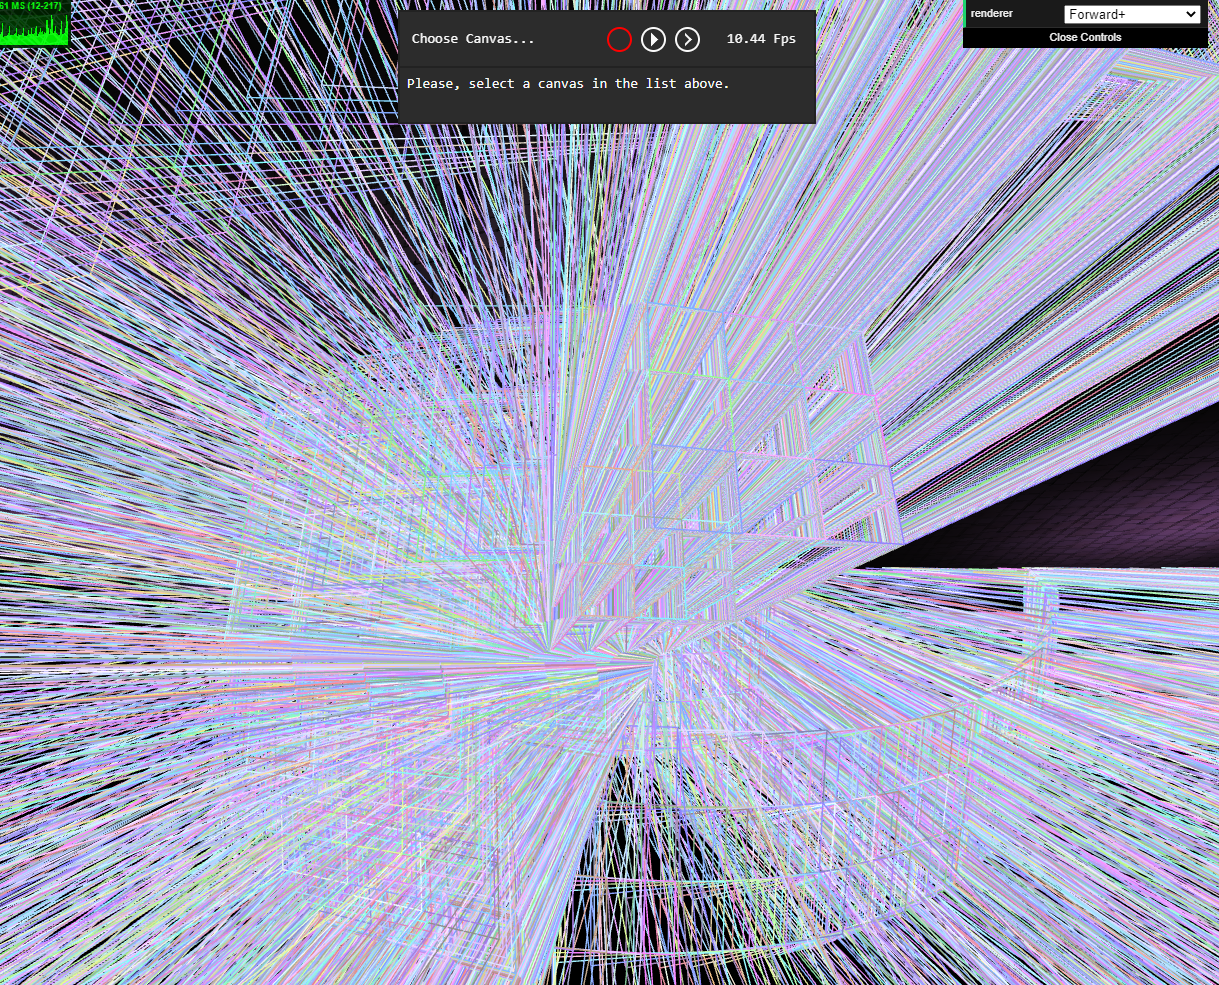 61 MS (12-217)
Choose Canvas... 10.44 Fps
Please, select a canvas in the list above.
renderer Forward+
Close Controls